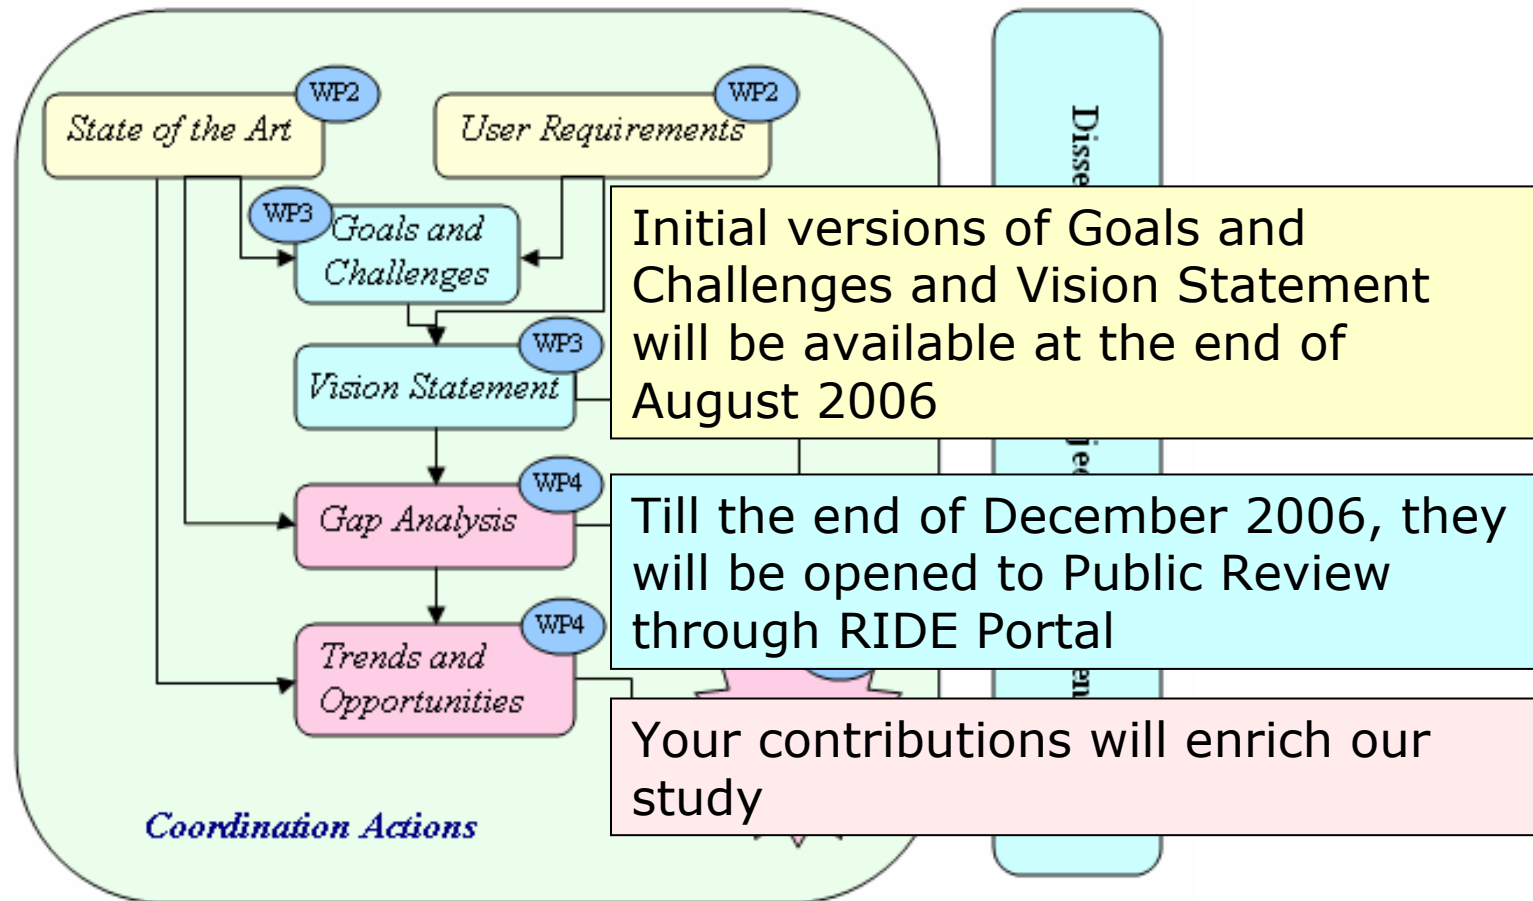 WP2
State of the Art
WP2
User Requirements
WP3
Goals and
Challenges
WP3
Vision Statement
WP4
Gap Analysis
WP4
Trends and
Opportunities
Coordination Actions
Initial versions of Goals and
Challenges and Vision Statement
will be available at the end of
August 2006
Till the end of December 2006, they
will be opened to Public Review
through RIDE Portal
Your contributions will enrich our
study